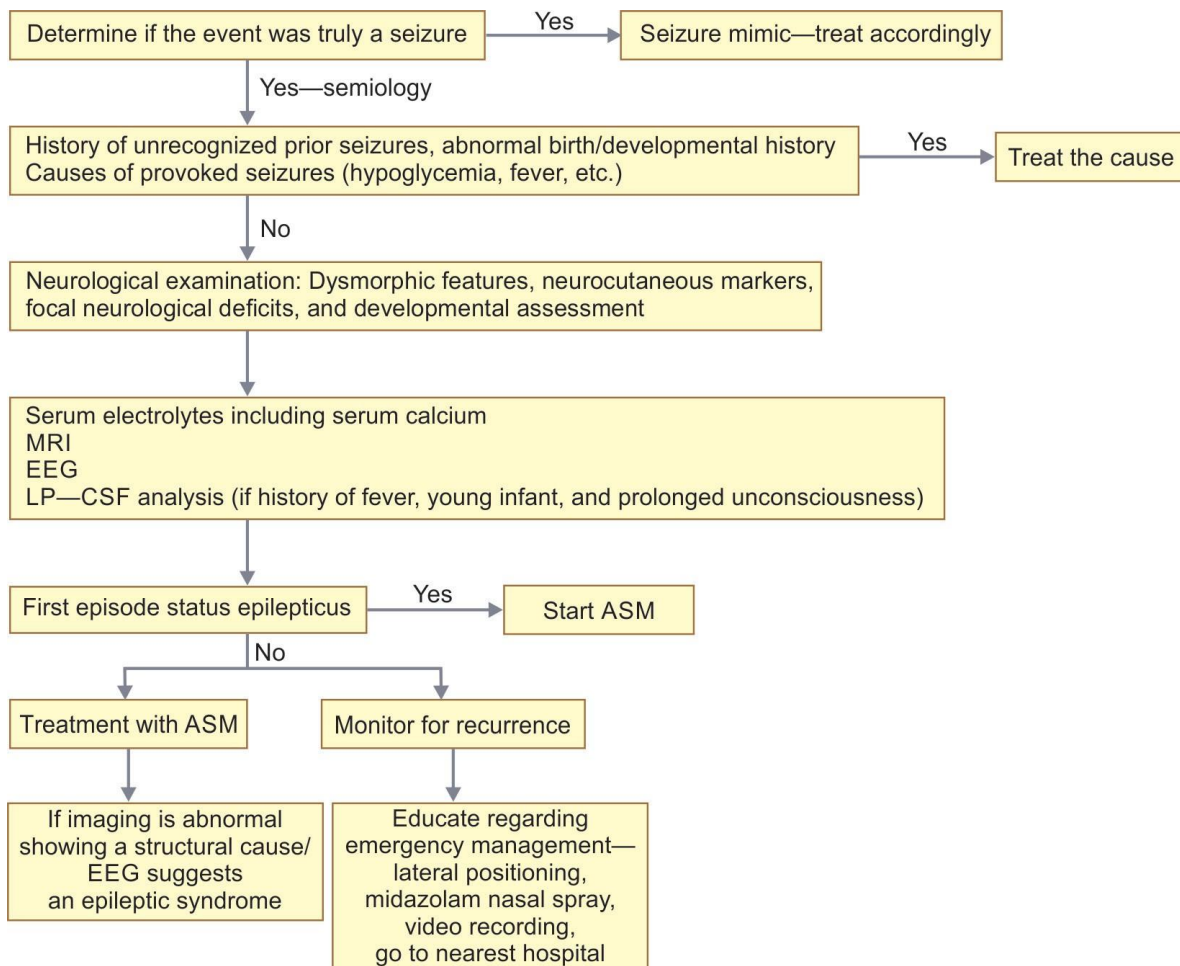 Determine if the event was truly a seizure
Yes
Seizure mimic—treat accordingly
Yes—semiology
History of unrecognized prior seizures, abnormal birth/developmental history
Causes of provoked seizures (hypoglycemia, fever, etc.)
Yes
Treat the cause
No
Neurological examination: Dysmorphic features, neurocutaneous markers,
focal neurological deficits, and developmental assessment
Serum electrolytes including serum calcium
MRI
EEG
LP—CSF analysis (if history of fever, young infant, and prolonged unconsciousness)
First episode status epilepticus
Yes
Start ASM
No
Treatment with ASM
Monitor for recurrence
If imaging is abnormal
showing a structural cause/
EEG suggests
an epileptic syndrome
Educate regarding
emergency management—
lateral positioning,
midazolam nasal spray,
video recording,
go to nearest hospital